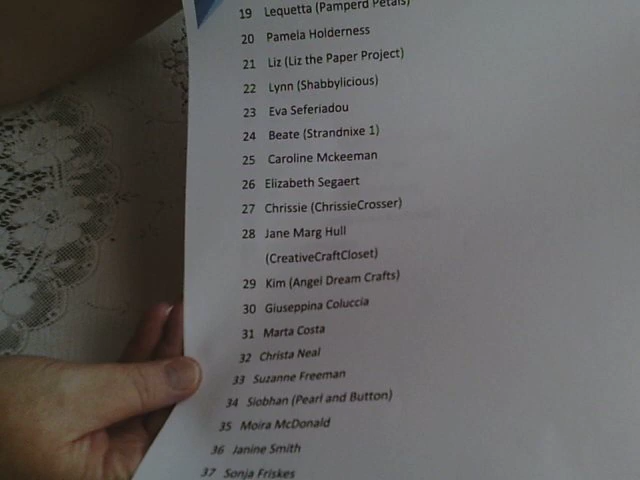 19 Lequetta (Pamperd Petals)
20 Pamela Holderness
21 Liz (Liz the Paper Project)
22 Lynn (Shabbylicious)
23 Eva Seferiadou
24 Beate (Strandnixe 1)
25 Caroline Mckeeman
26 Elizabeth Segaert
27 Chrissie (ChrissieCrosser)
28 Jane Marg Hull
(CreativeCraftCloset)
29 Kim (Angel Dream Crafts)
30 Giuseppina Coluccia
31 Marta Costa
32 Christa Neal
33 Suzanne Freeman
34 Siobhan (Pearl and Button)
35 Moira McDonald
36 Janine Smith
37 Sonja Friskes